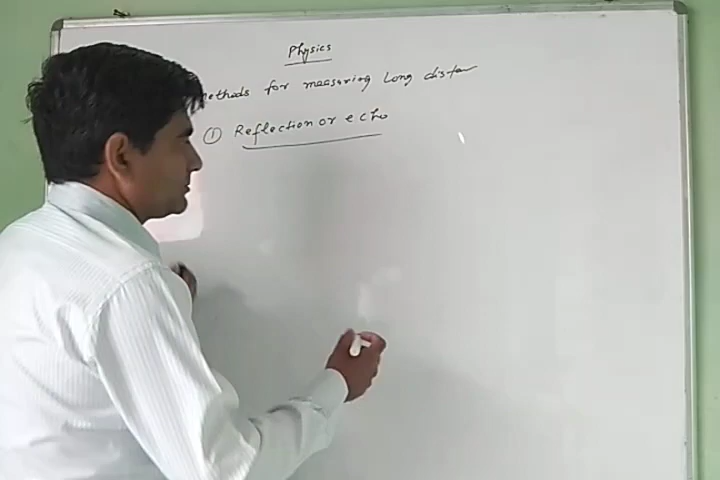 Physics
methods for measuring Long distan
① Reflection or echo